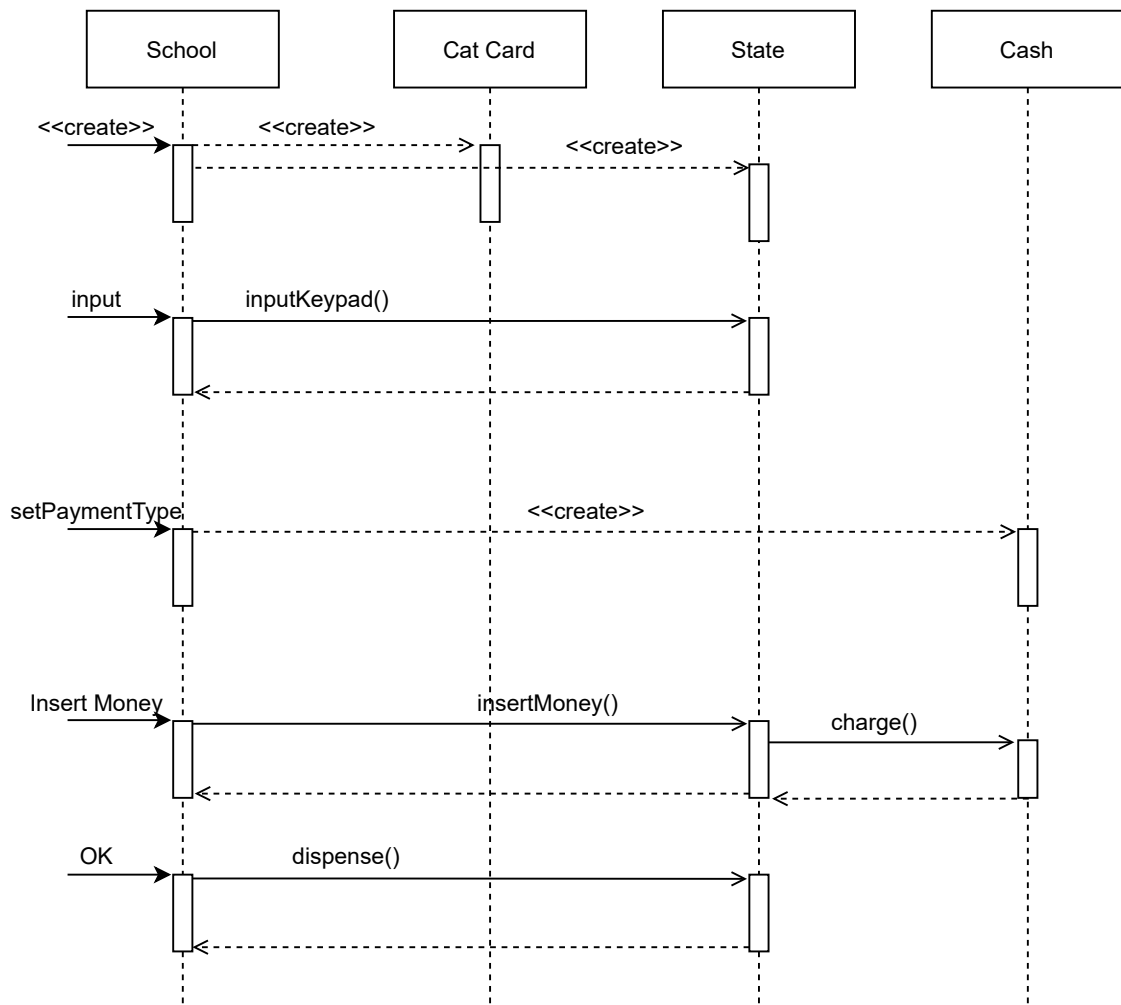 School
Cat Card
State
Cash
<<create>>
<<create>>
<<create>>
input
inputKeypad()
setPaymentType
<<create>>
Insert Money
insertMoney()
charge()
OK
dispense()